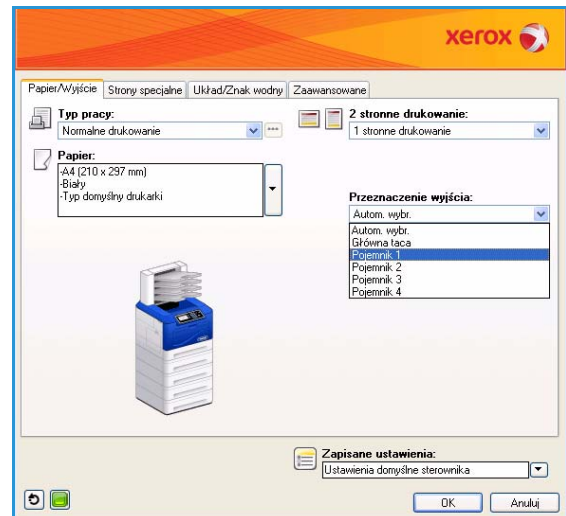 xerox
Papier/Wyjście Strony specjalne Układ/Znak wodny Zaawansowane
Typ pracy:
Normalne drukowanie
2 stronne drukowanie:
1 stronne drukowanie
Papier:
-A4 (210 x 297 mm)
-Biały
-Typ domyślny drukarki
Przeznaczenie wyjścia:
Autom. wybr.
Autom. wybr.
Główna taca
Pojemnik 1
Pojemnik 2
Pojemnik 3
Pojemnik 4
Zapisane ustawienia:
Ustawienia domyślne sterownika
OK Anuluj